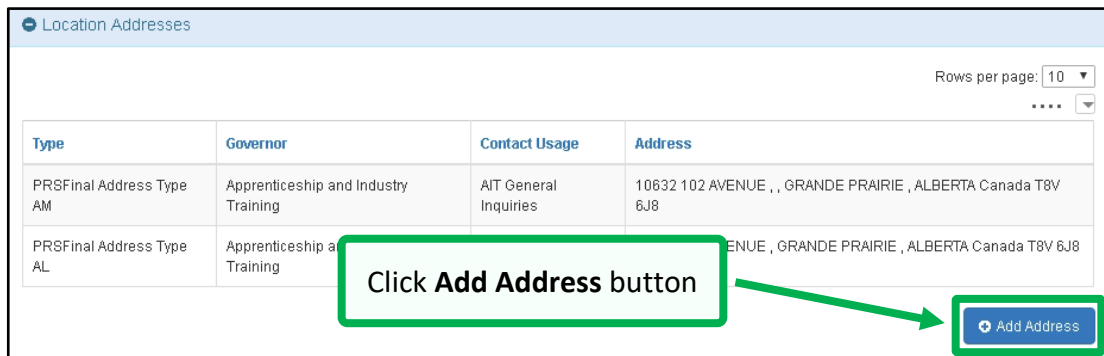 Location Addresses
Rows per page: 10
....
Type Governor Contact Usage Address
PRSFinal Address Type AM Apprenticeship and Industry Training AIT General Inquiries 10632 102 AVENUE , , GRANDE PRAIRIE , ALBERTA Canada T8V 6J8
PRSFinal Address Type AL Apprenticeship Training , GRANDE PRAIRIE , ALBERTA Canada T8V 6J8
Click Add Address button
Add Address